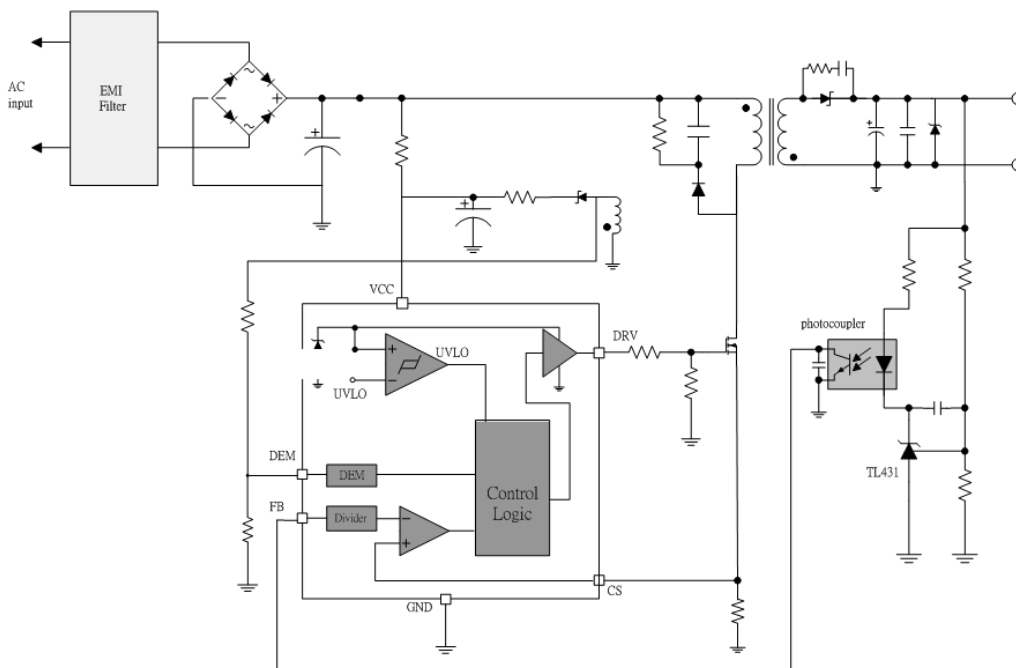 AC
input
EMI
Filter
VCC
UVLO
UVLO
DRV
photocoupler
TL431
DEM
DEM
FB
Divider
Control
Logic
CS
GND